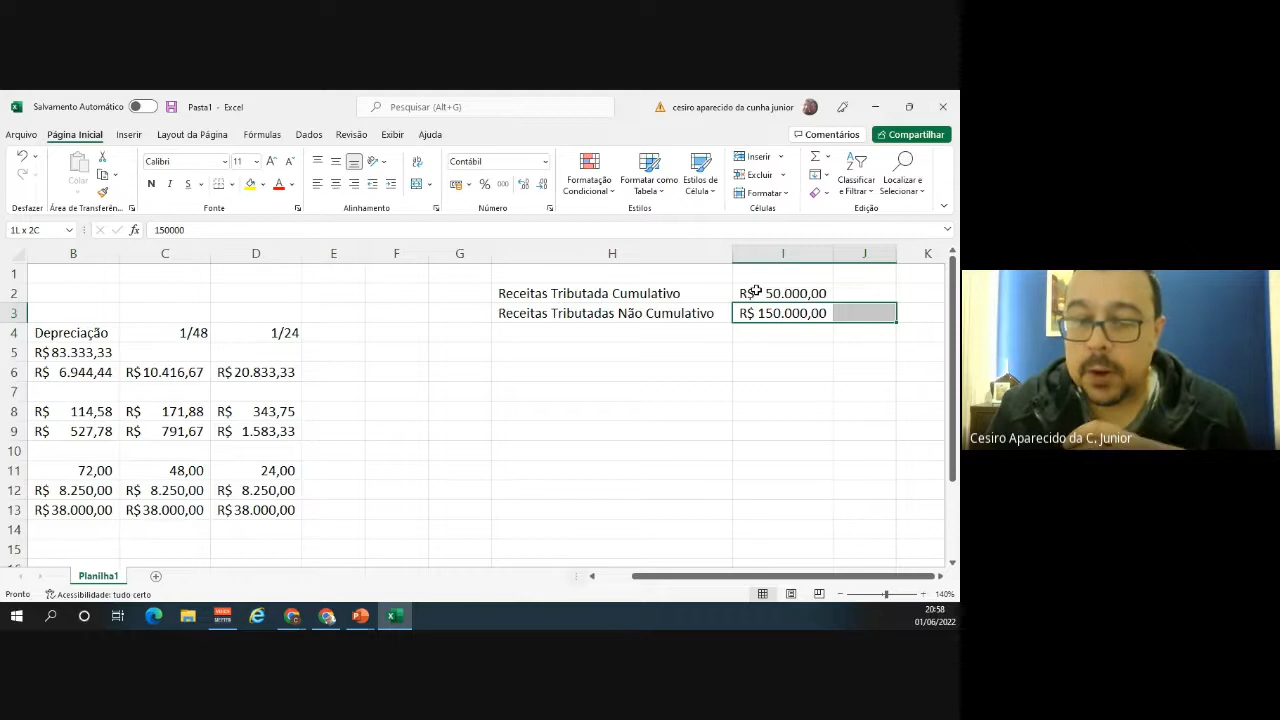 Salvamento Automático
Pasta1 - Excel
Pesquisar (Alt+G)
cesiro aparecido da cunha junior
Arquivo Página Inicial Inserir Layout da Página Fórmulas Dados Revisão Exibir Ajuda
Comentários
Compartilhar
Colar
Calibri 11
N I S
A
Contábil
% 000
Formatação Condicional
Formatar como Tabela
Estilos de Célula
Inserir
Excluir
Formatar
Classificar e Filtrar
Localizar e Selecionar
Desfazer Área de Transferên... Fonte Alinhamento Número Estilos Células Edição
1L x 2C fx 150000
B C D E F G H I J K
1
2 Receitas Tributada Cumulativo R$ 50.000,00
3 Receitas Tributadas Não Cumulativo R$ 150.000,00
4 Depreciação 1/48 1/24
5 R$ 83.333,33
6 R$ 6.944,44 R$ 10.416,67 R$ 20.833,33
7
8 R$ 114,58 R$ 171,88 R$ 343,75
9 R$ 527,78 R$ 791,67 R$ 1.583,33
10
11 72,00 48,00 24,00
12 R$ 8.250,00 R$ 8.250,00 R$ 8.250,00
13 R$ 38.000,00 R$ 38.000,00 R$ 38.000,00
14
15
Planilha1
Pronto Acessibilidade: tudo certo 140%
20:58
01/06/2022
Cesiro Aparecido da C. Junior